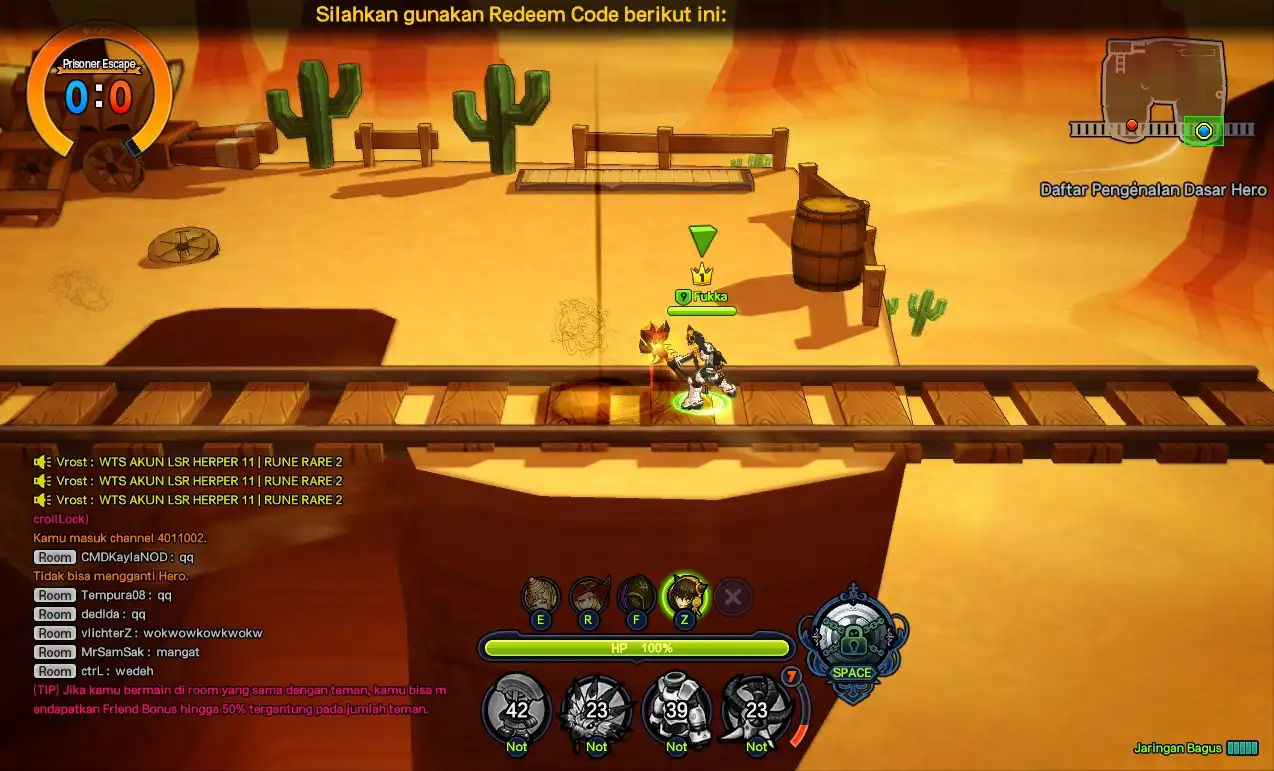 Silahkan gunakan Redeem Code berikut ini:
Prisoner Escape
0 : 0
Daftar Pengenalan Dasar Hero
1
9 Fukka
Vrost : WTS AKUN LSR HERPER 11 | RUNE RARE 2
Vrost : WTS AKUN LSR HERPER 11 | RUNE RARE 2
Vrost : WTS AKUN LSR HERPER 11 | RUNE RARE 2
crollLock)
Kamu masuk channel 4011002.
Room CMDKaylaNOD : qq
Tidak bisa mengganti Hero.
Room Tempura08 : qq
Room dedida : qq
Room vlichterZ : wokwowkowkwokw
Room MrSamSak : mangat
Room ctrL : wedeh
(TIP) Jika kamu bermain di room yang sama dengan teman, kamu bisa m
endapatkan Friend Bonus hingga 50% tergantung pada jumlah teman.
E R F Z
HP 100%
SPACE
7
42 23 39 23
Not Not Not Not
Jaringan Bagus